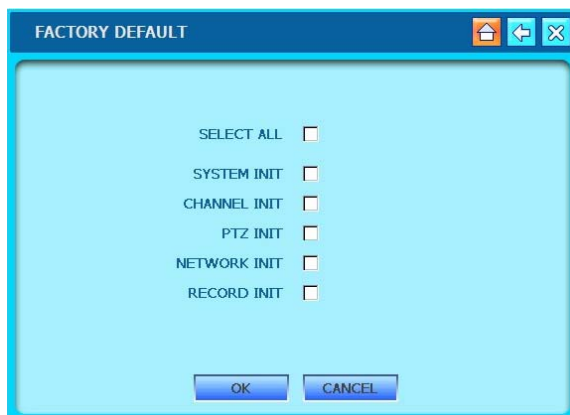 FACTORY DEFAULT
SELECT ALL
SYSTEM INIT
CHANNEL INIT
PTZ INIT
NETWORK INIT
RECORD INIT
OK CANCEL